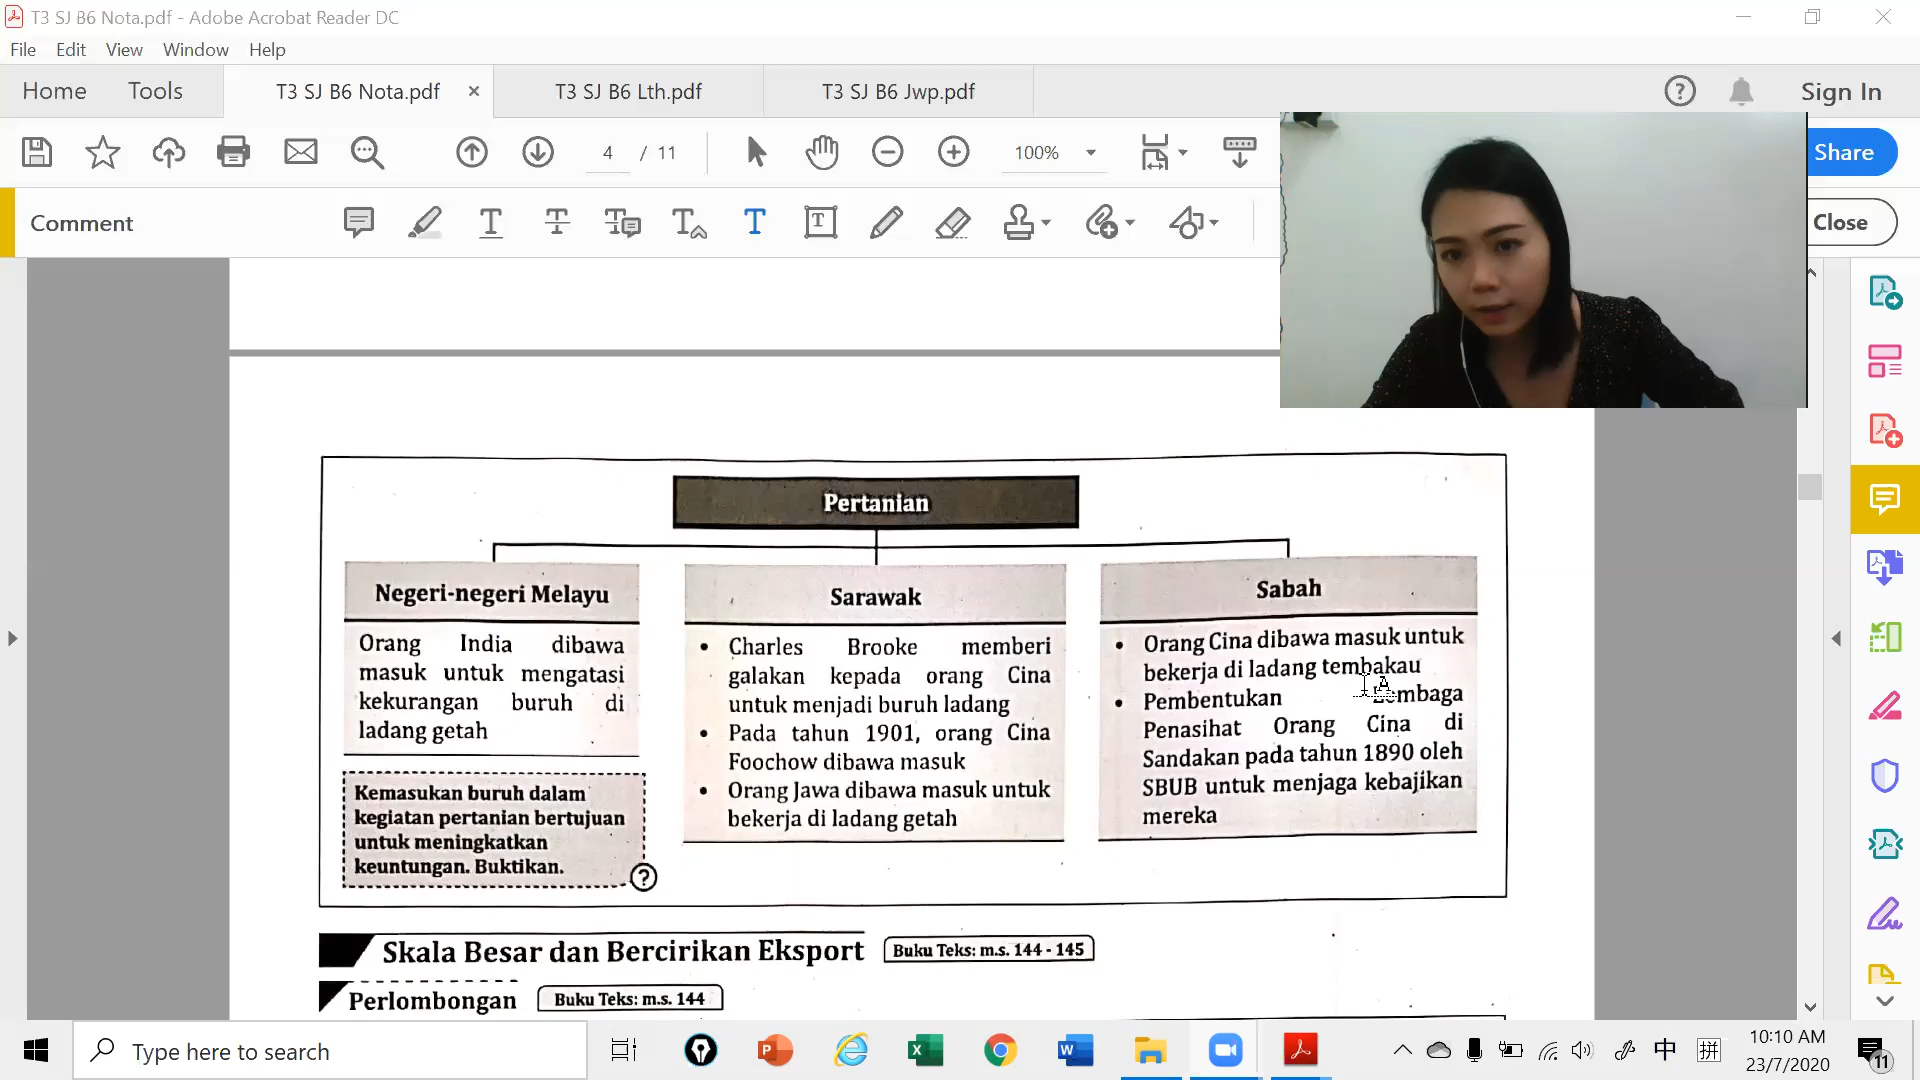 T3 SJ B6 Nota.pdf - Adobe Acrobat Reader DC
File Edit View Window Help
Home Tools T3 SJ B6 Nota.pdf × T3 SJ B6 Lth.pdf T3 SJ B6 Jwp.pdf Sign In
4 / 11 100% Share
Comment Close
Pertanian
Negeri-negeri Melayu
Orang India dibawa
masuk untuk mengatasi
kekurangan buruh di
ladang getah
Kemasukan buruh dalam
kegiatan pertanian bertujuan
untuk meningkatkan
keuntungan. Buktikan.
?
Sarawak
• Charles Brooke memberi
galakan kepada orang Cina
untuk menjadi buruh ladang
• Pada tahun 1901, orang Cina
Foochow dibawa masuk
• Orang Jawa dibawa masuk untuk
bekerja di ladang getah
Sabah
• Orang Cina dibawa masuk untuk
bekerja di ladang tembakau
• Pembentukan Lembaga
Penasihat Orang Cina di
Sandakan pada tahun 1890 oleh
SBUB untuk menjaga kebajikan
mereka
Skala Besar dan Bercirikan Eksport Buku Teks: m.s. 144 - 145
Perlombongan Buku Teks: m.s. 144
Type here to search
中 拼
10:10 AM
23/7/2020
11